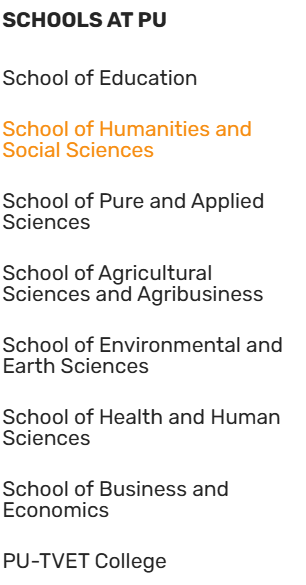 SCHOOLS AT PU
School of Education
School of Humanities and
Social Sciences
School of Pure and Applied
Sciences
School of Agricultural
Sciences and Agribusiness
School of Environmental and
Earth Sciences
School of Health and Human
Sciences
School of Business and
Economics
PU-TVET College